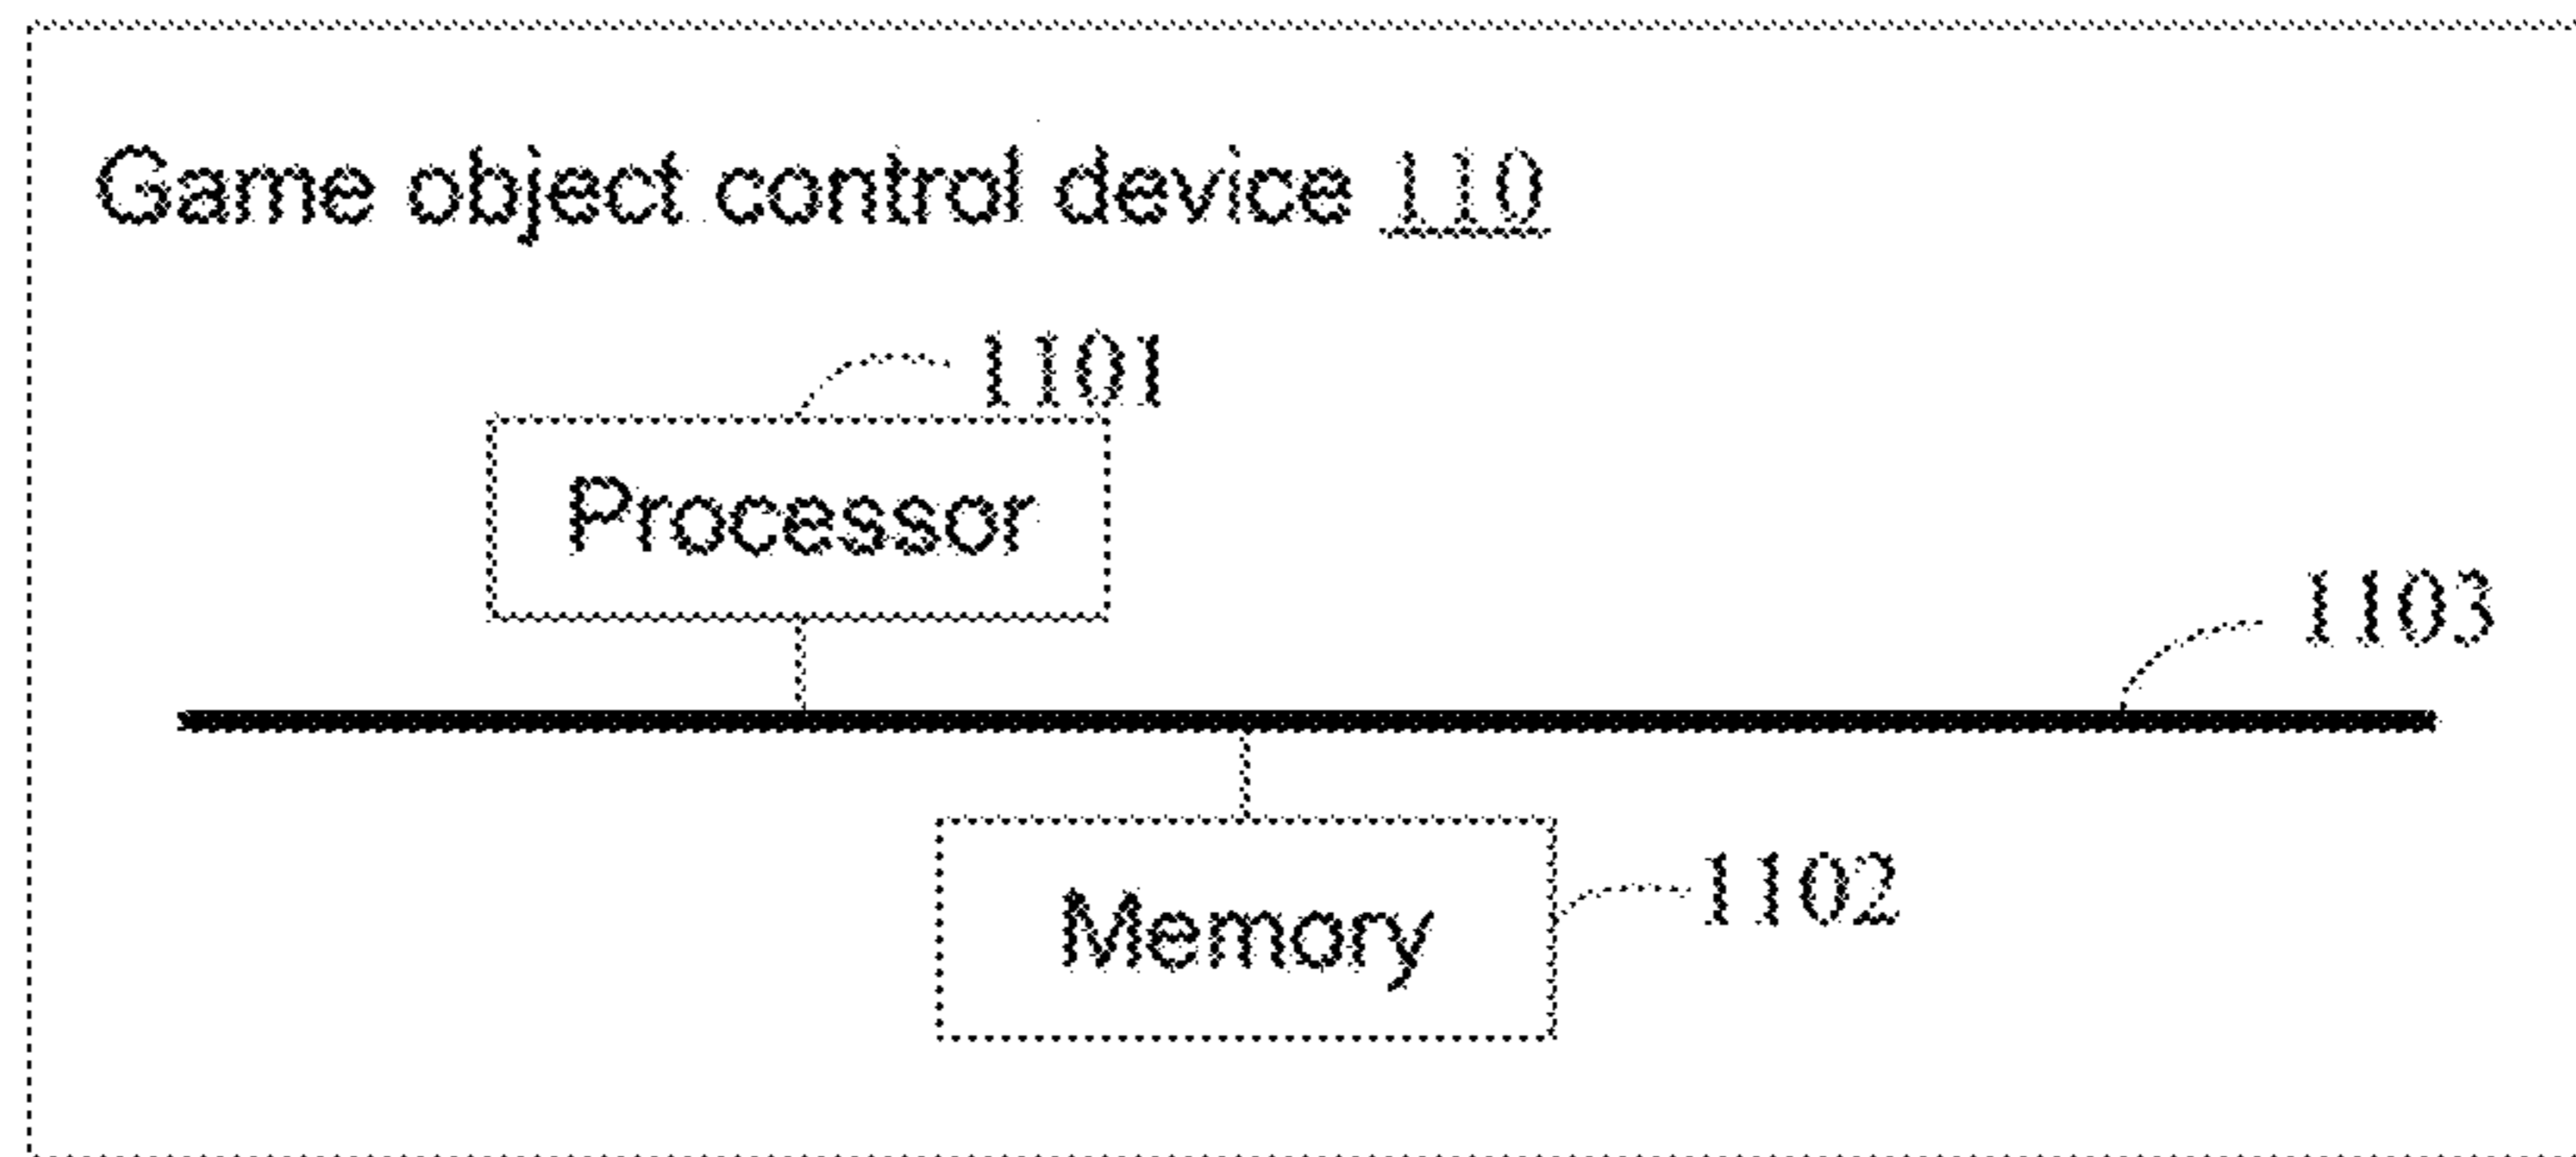 Game object control device 110
1101
Processor
1103
Memory
1102